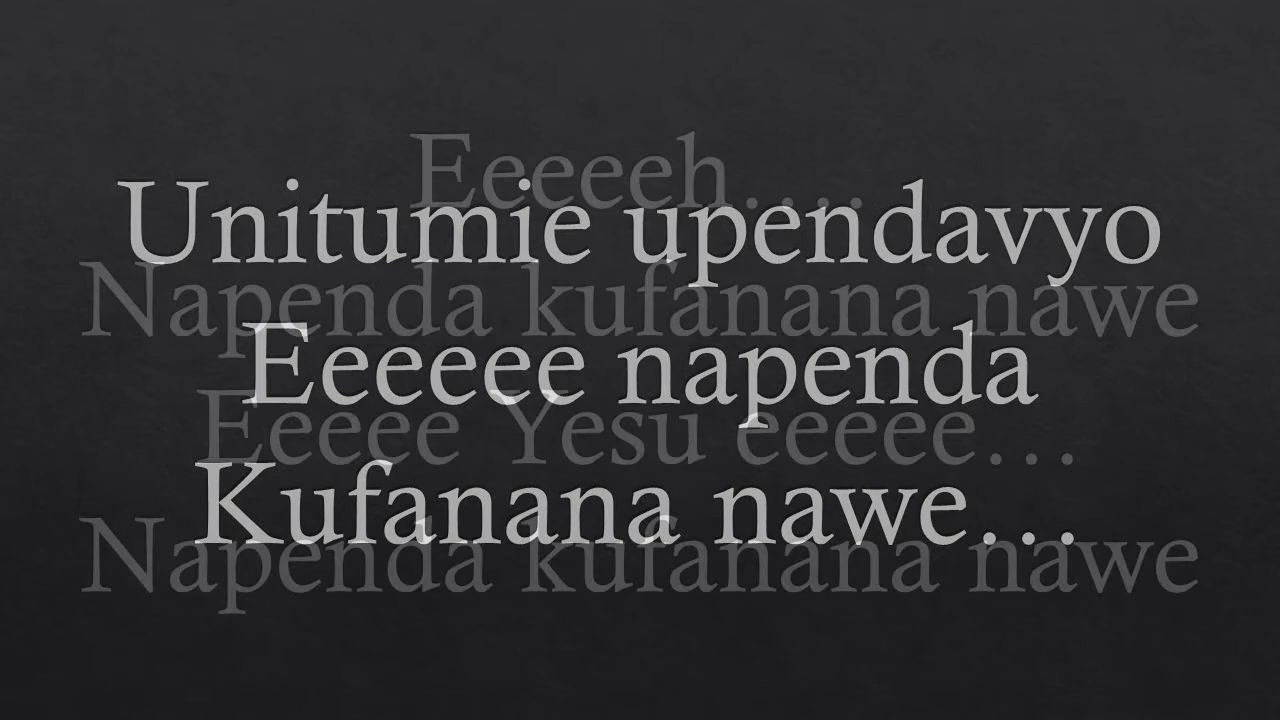 Eeeeeh….
Unitumie upendavyo
Napenda kufanana nawe
Eeeeee napenda
Eeeee Yesu eeeee…
Kufanana nawe…
Napenda kufanana nawe